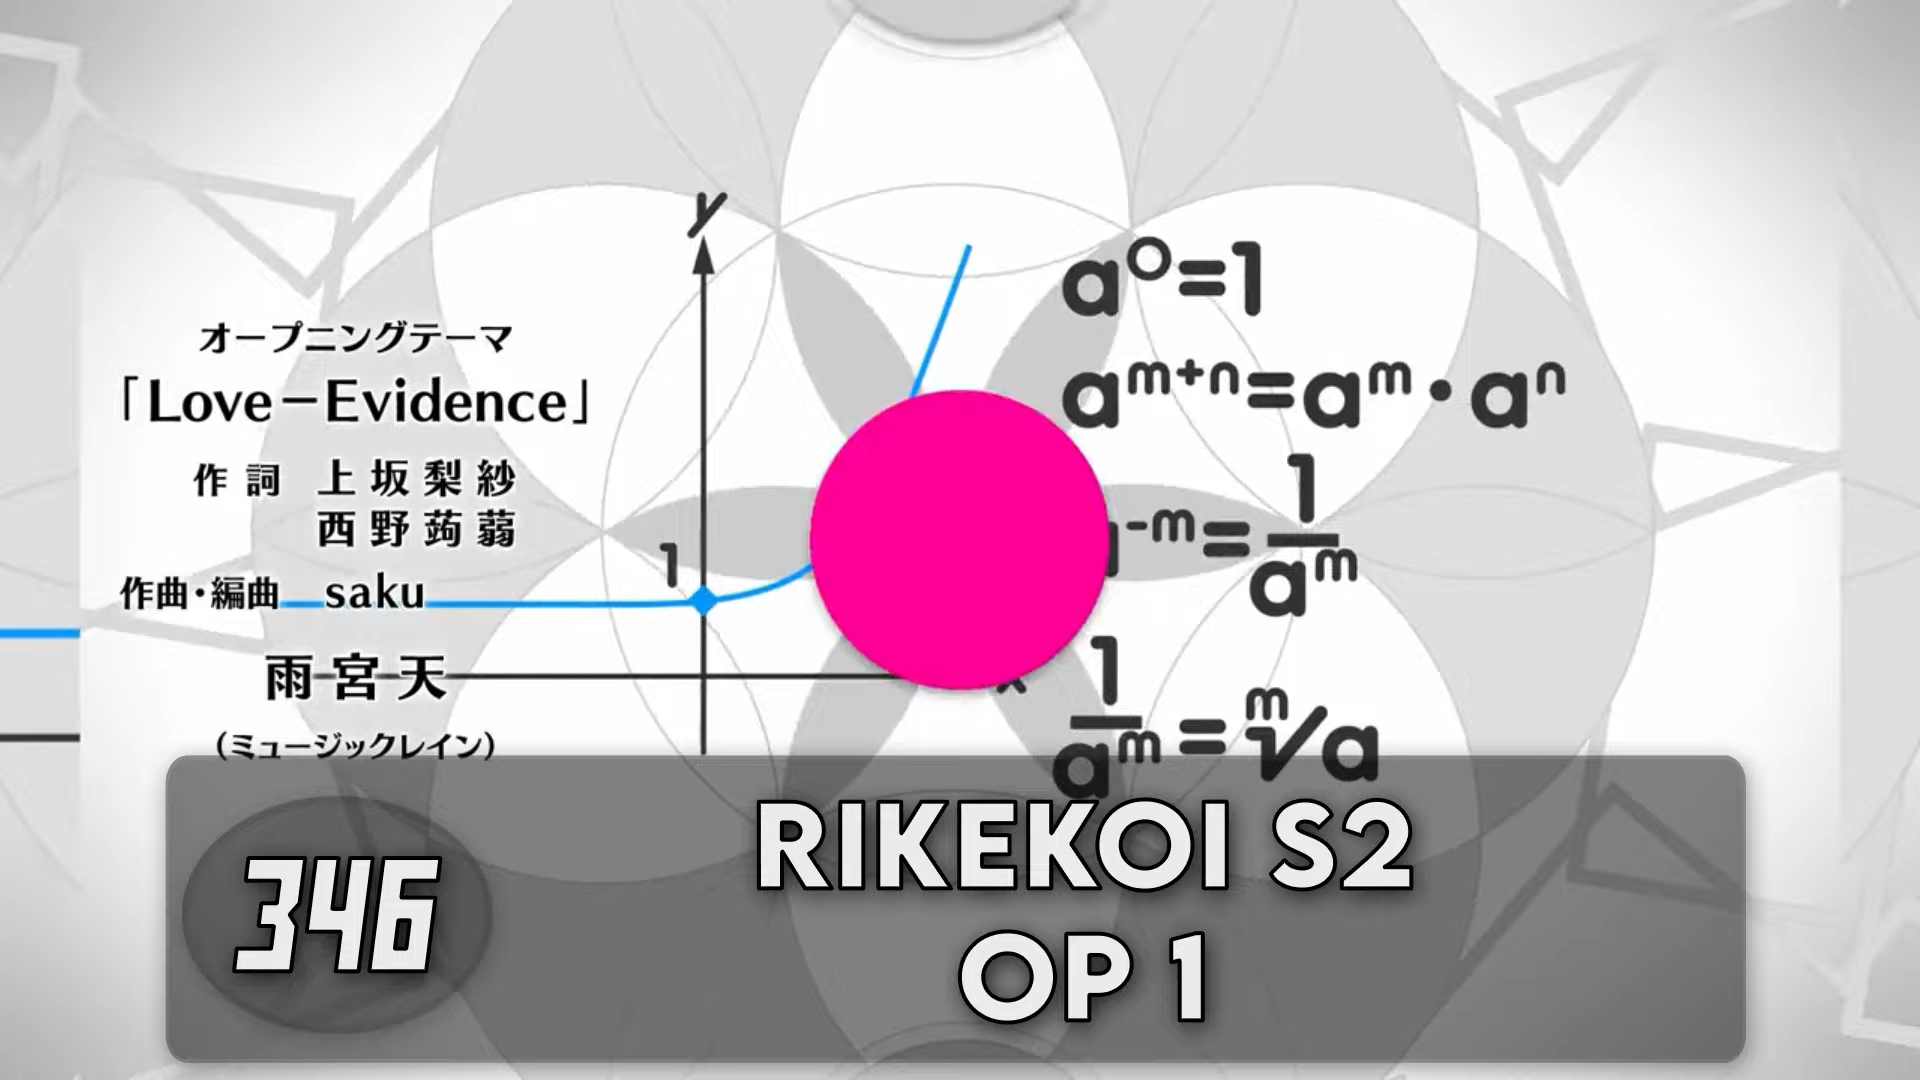 オープニングテーマ
「Love－Evidence」
作詞 上坂梨紗
西野蒟蒻
作曲・編曲 saku
雨宮天
（ミュージックレイン）
y
1
x
a⁰=1
aᵐ⁺ⁿ=aᵐ・aⁿ
⁻ᵐ=1/aᵐ
1/aᵐ=ᵐ√a
346
RIKEKOI S2
OP 1